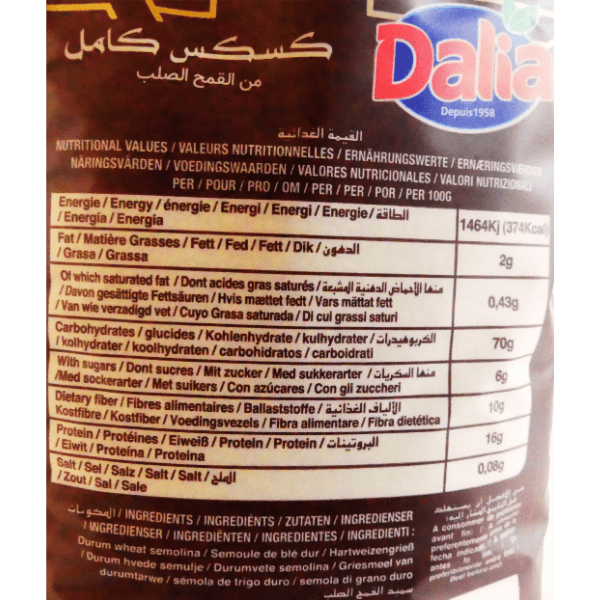 كسكس كامل
من القمح الصلب
Dalia
Depuis1958
القيمة الغذائية
NUTRITIONAL VALUES / VALEURS NUTRITIONNELLES / ERNÄHRUNGSWERTE / ERNÆRINGSVÆRDIER
NÄRINGSVÄRDEN / VOEDINGSWAARDEN / VALORES NUTRICIONALES / VALORI NUTRIZIONALI
PER / POUR / PRO / OM / PER / PER / POR / PER 100G
Energie / Energy / énergie / Energi / Energi / Energie / الطاقة
/ Energía / Energia
1464Kj (374Kcal)
Fat / Matière Grasses / Fett / Fed / Fett / Dik / الدهون
/ Grasa / Grassa
2g
Of which saturated fat / Dont acides gras saturés / منها الأحماض الدهنية المشبعة
/ Davon gesättigte Fettsäuren / Hvis mættet fedt / Vars mättat fett
/ Van wie verzadigd vet / Cuyo Grasa saturada / Di cui grassi saturi
0,43g
Carbohydrates / glucides / Kohlenhydrate / kulhydrater / الكربوهيدرات
/ kolhydrater / koolhydraten / carbohidratos / carboidrati
70g
With sugars / Dont sucres / Mit zucker / Med sukkerarter / منها السكريات
/Med sockerarter / Met suikers / Con azúcares / Con gli zuccheri
6g
Dietary fiber / Fibres alimentaires / Ballaststoffe / الألياف الغذائية
Kostfibre / Kostfiber / Voedingsvezels / Fibra alimentare / Fibra dietética
10g
Protein / Protéines / Eiweiß / Protein / Protein / البروتينات
/ Eiwit / Proteína / Proteina
16g
Salt / Sel / Salz / Salt / Salt / الملح
/ Zout / Sal / Sale
0,08g
المكونات / INGREDIENTS / INGREDIÉNTS / ZUTATEN / INGREDIENSER
/ INGREDIENSER / INGREDIËNTEN / INGREDIENTES / INGREDIENTI :
Durum wheat semolina / Semoule de blé dur / Hartweizengrieß
/ Durum hvede semulje / Durumvete semolina / Griesmeel van
durumtarwe / sémola de trigo duro / semola di grano duro
سميد القمح الصلب
A consommer de
avant fin:
fecha indicada
antes
Best before end: